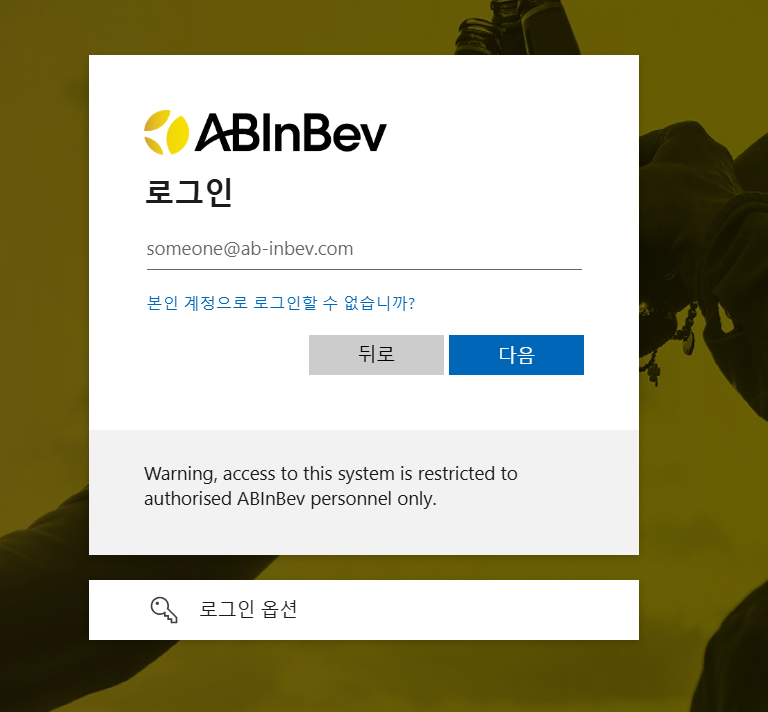 ABInBev
로그인
someone@ab-inbev.com
본인 계정으로 로그인할 수 없습니까?
뒤로
다음
Warning, access to this system is restricted to
authorised ABInBev personnel only.
로그인 옵션